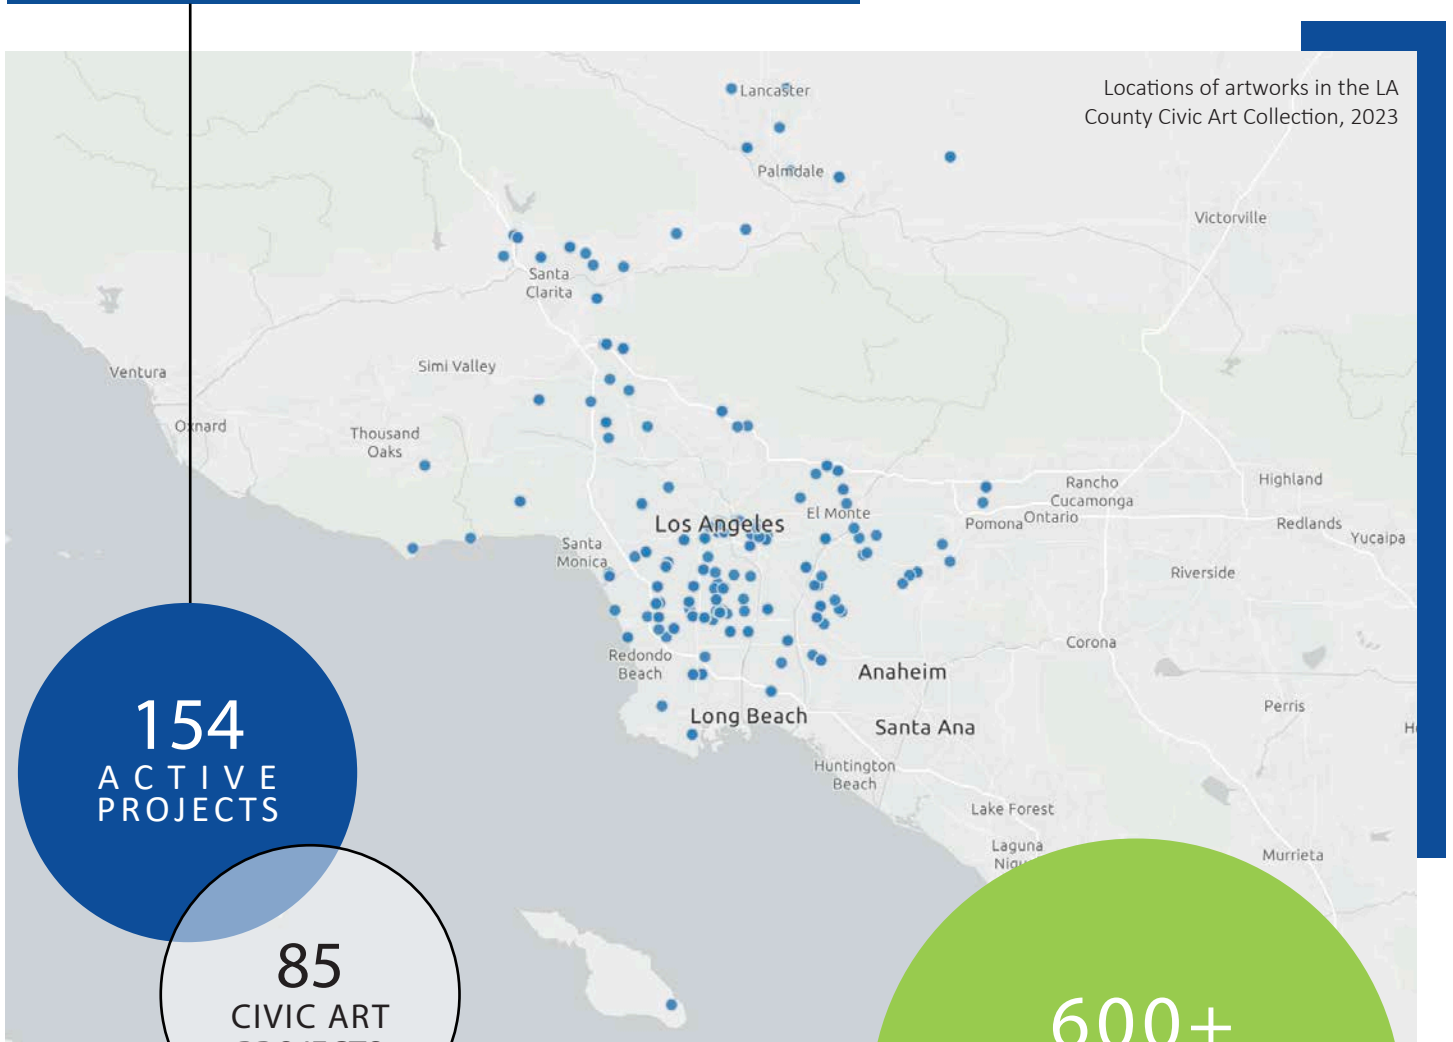 Locations of artworks in the LA
County Civic Art Collection, 2023
Lancaster
Palmdale
Victorville
Santa
Clarita
Simi Valley
Ventura
Oxnard
Thousand
Oaks
Rancho
Cucamonga
Highland
El Monte
Los Angeles
Pomona
Ontario
Redlands
Yucaipa
Santa
Monica
Riverside
Redondo
Beach
Corona
Anaheim
Long Beach
Santa Ana
Perris
Huntington
Beach
Lake Forest
Laguna
Murrieta
154
ACTIVE
PROJECTS
85
CIVIC ART
600+